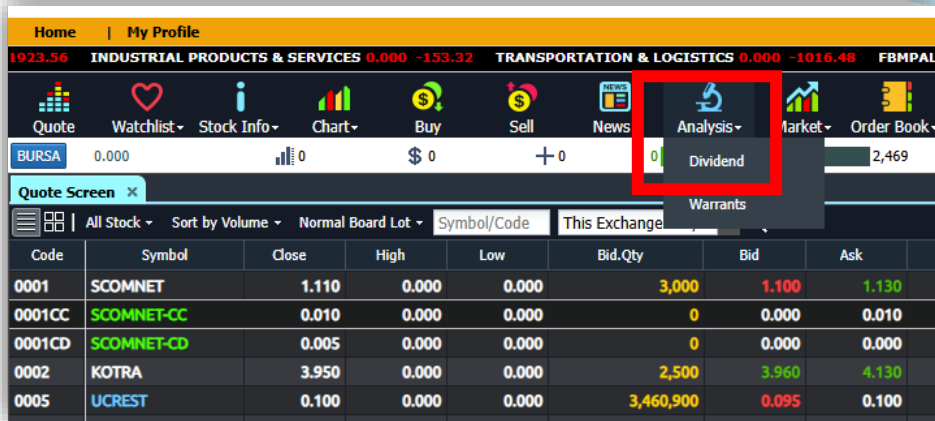 Home | My Profile
1923.56 INDUSTRIAL PRODUCTS & SERVICES 0.000 -153.32 TRANSPORTATION & LOGISTICS 0.000 -1016.48 FBMPAL
NEWS
Quote Watchlist Stock Info Chart Buy Sell News Analysis Market Order Book
BURSA 0.000 0 0 0 0 2,469
Dividend
Warrants
Quote Screen ×
All Stock Sort by Volume Normal Board Lot Symbol/Code This Exchange
Code Symbol Close High Low Bid.Qty Bid Ask
0001 SCOMNET 1.110 0.000 0.000 3,000 1.100 1.130
0001CC SCOMNET-CC 0.010 0.000 0.000 0 0.000 0.010
0001CD SCOMNET-CD 0.005 0.000 0.000 0 0.000 0.000
0002 KOTRA 3.950 0.000 0.000 2,500 3.960 4.130
0005 UCREST 0.100 0.000 0.000 3,460,900 0.095 0.100